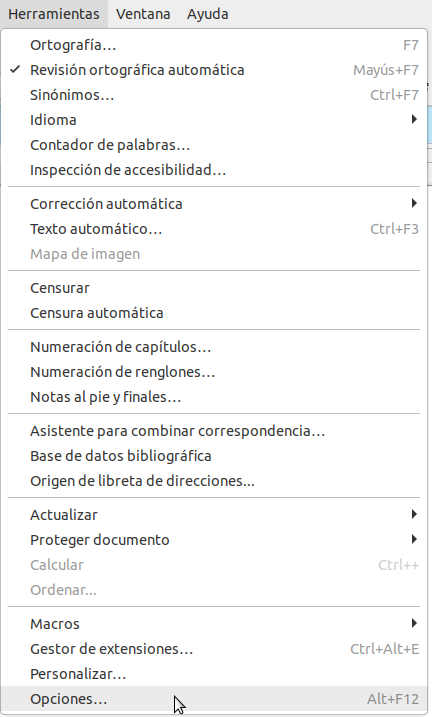 Herramientas Ventana Ayuda
Ortografía... F7
Revisión ortográfica automática Mayús+F7
Sinónimos... Ctrl+F7
Idioma
Contador de palabras...
Inspección de accesibilidad...
Corrección automática
Texto automático... Ctrl+F3
Mapa de imagen
Censurar
Censura automática
Numeración de capítulos...
Numeración de renglones...
Notas al pie y finales...
Asistente para combinar correspondencia...
Base de datos bibliográfica
Origen de libreta de direcciones...
Actualizar
Proteger documento
Calcular Ctrl++
Ordenar...
Macros
Gestor de extensiones... Ctrl+Alt+E
Personalizar...
Opciones... Alt+F12